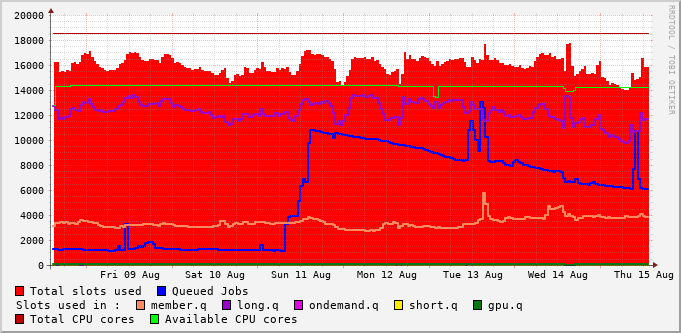 20000
18000
16000
14000
12000
10000
8000
6000
4000
2000
0
Fri 09 Aug Sat 10 Aug Sun 11 Aug Mon 12 Aug Tue 13 Aug Wed 14 Aug Thu 15 Aug
Total slots used Queued Jobs
Slots used in : member.q long.q ondemand.q short.q gpu.q
Total CPU cores Available CPU cores
RRDTOOL / TOBI OETIKER